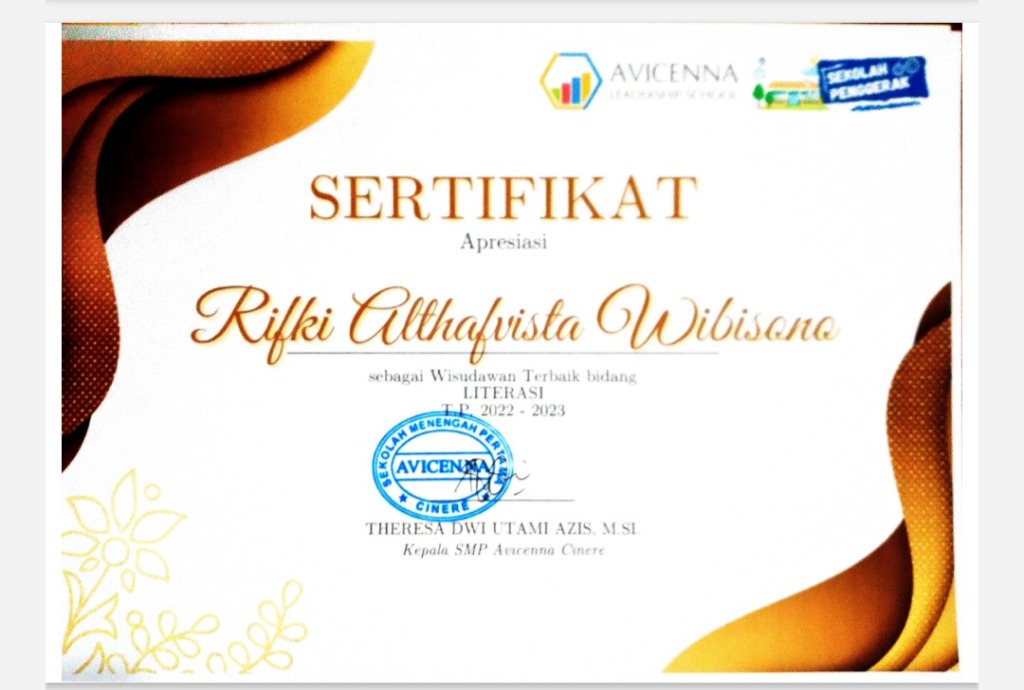 AVICENNA
LEADERSHIP SCHOOL
SEKOLAH
PENGGERAK
SERTIFIKAT
Apresiasi
Rifki Althafvista Wibisono
sebagai Wisudawan Terbaik bidang
LITERASI
T.P. 2022 - 2023
SEKOLAH MENENGAH PERTAMA
AVICENNA
CINERE
THERESA DWI UTAMI AZIS, M.SI.
Kepala SMP Avicenna Cinere